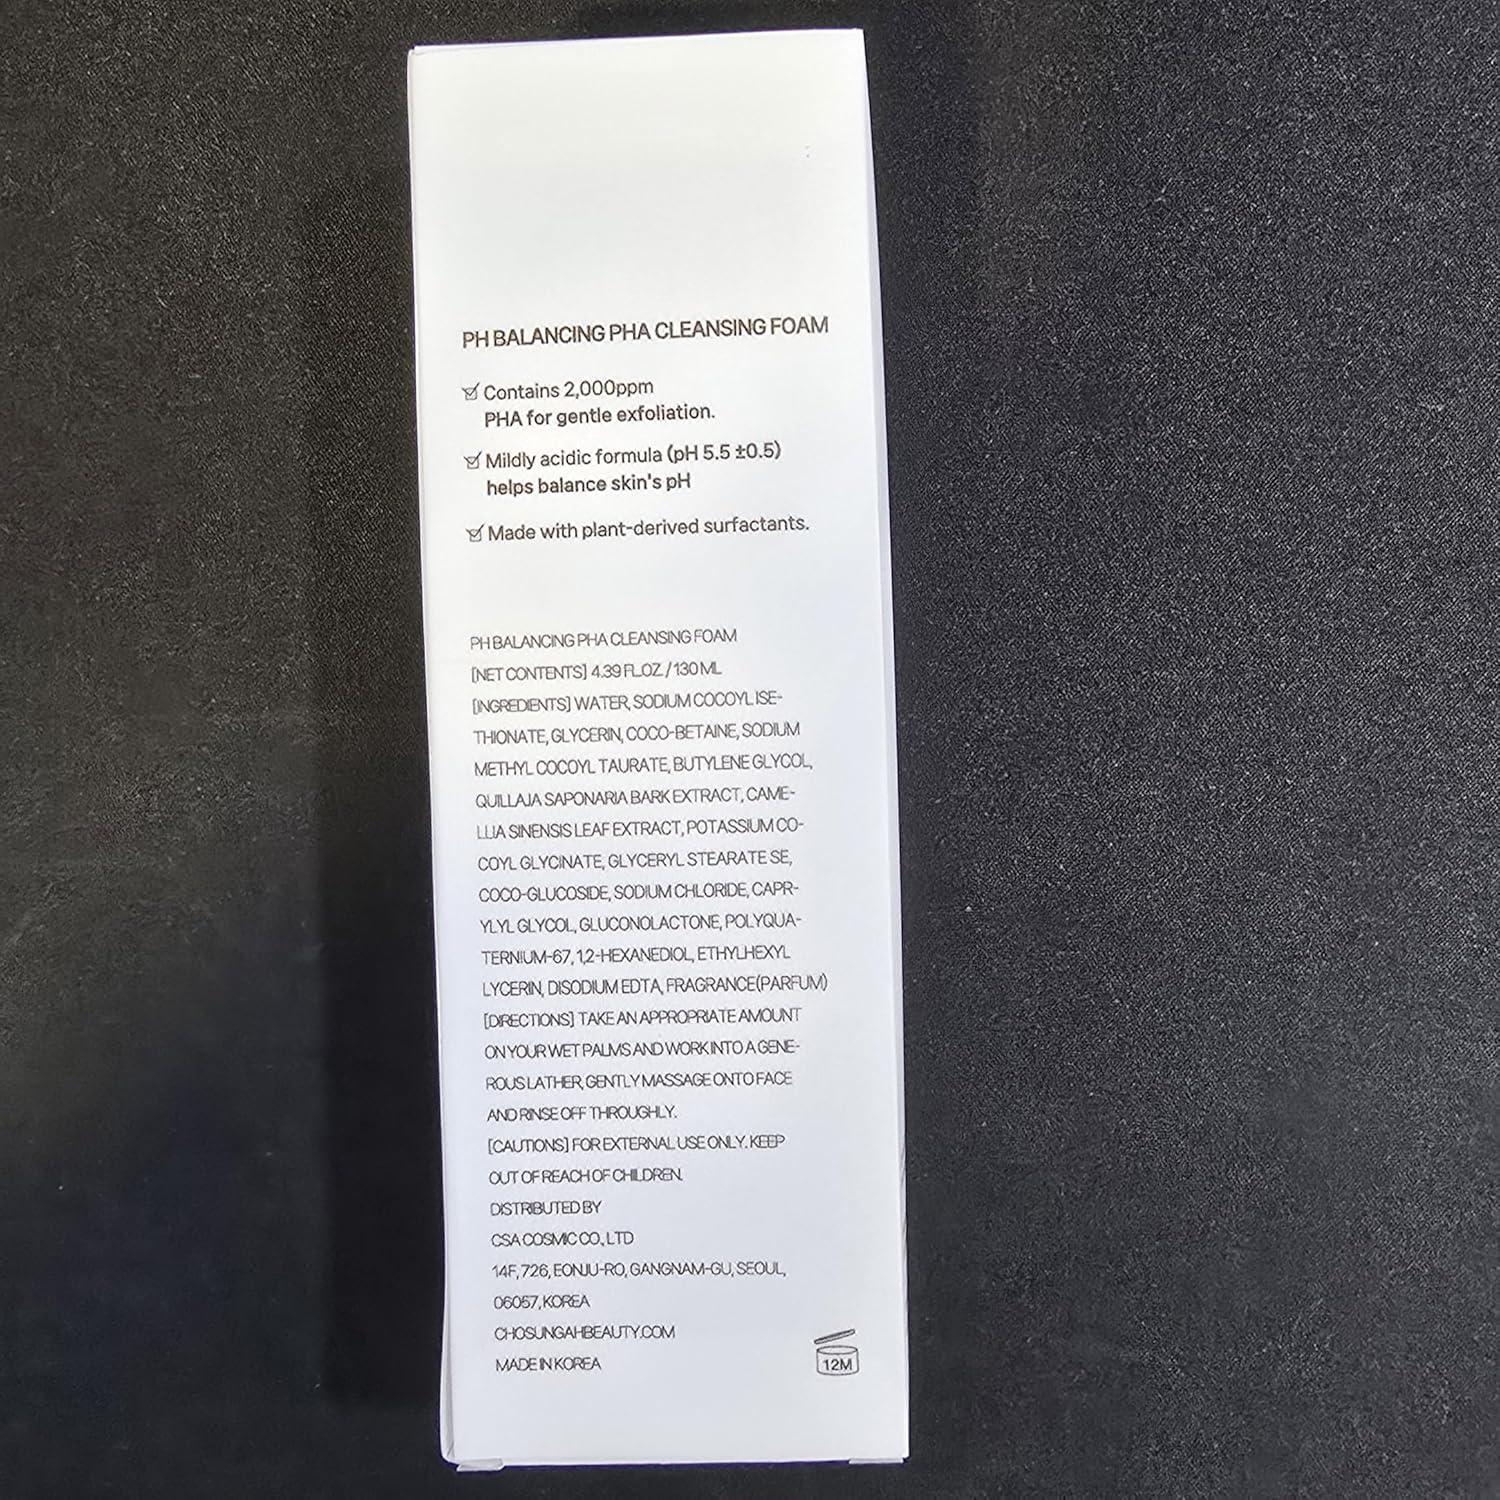 PH BALANCING PHA CLEANSING FOAM
Contains 2,000ppm
PHA for gentle exfoliation.
Mildly acidic formula (pH 5.5 ±0.5)
helps balance skin's pH
Made with plant-derived surfactants.
PH BALANCING PHA CLEANSING FOAM
[NET CONTENTS] 4.39 FL.OZ. / 130 ML
[INGREDIENTS] WATER, SODIUM COCOYL ISE-
THIONATE, GLYCERIN, COCO-BETAINE, SODIUM
METHYL COCOYL TAURATE, BUTYLENE GLYCOL,
QUILLAJA SAPONARIA BARK EXTRACT, CAME-
LLIA SINENSIS LEAF EXTRACT, POTASSIUM CO-
COYL GLYCINATE, GLYCERYL STEARATE SE,
COCO-GLUCOSIDE, SODIUM CHLORIDE, CAPR-
YLYL GLYCOL, GLUCONOLACTONE, POLYQUA-
TERNIUM-67, 1,2-HEXANEDIOL, ETHYLHEXYL
LYCERIN, DISODIUM EDTA, FRAGRANCE(PARFUM)
[DIRECTIONS] TAKE AN APPROPRIATE AMOUNT
ON YOUR WET PALMS AND WORK INTO A GENE-
ROUS LATHER, GENTLY MASSAGE ONTO FACE
AND RINSE OFF THROUGHLY.
[CAUTIONS] FOR EXTERNAL USE ONLY. KEEP
OUT OF REACH OF CHILDREN.
DISTRIBUTED BY
CSA COSMIC CO., LTD
14F, 726, EONJU-RO, GANGNAM-GU, SEOUL,
06057, KOREA
CHOSUNGAHBEAUTY.COM
MADE IN KOREA
12M